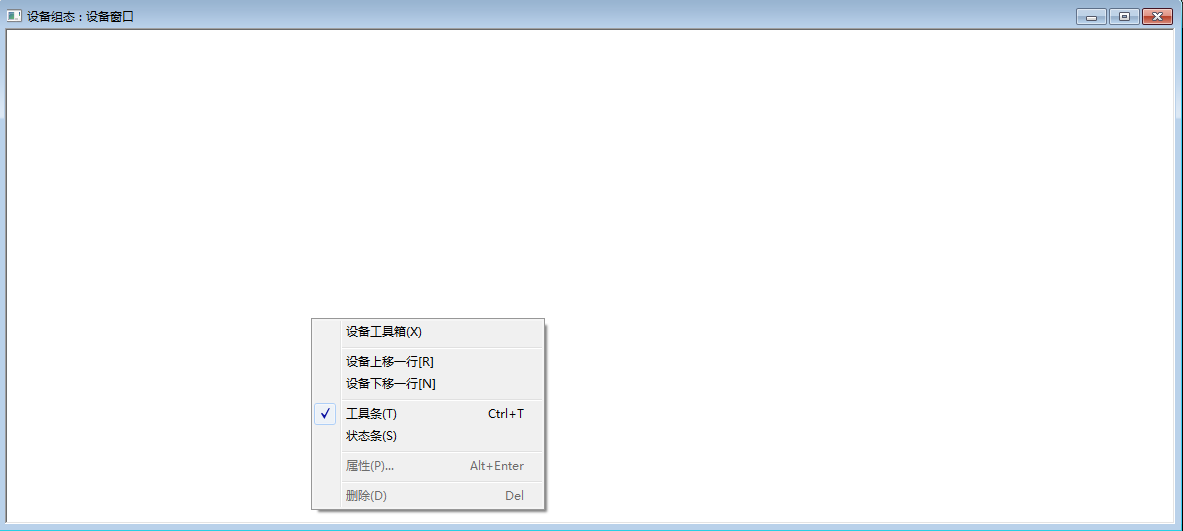 设备组态 : 设备窗口
设备工具箱(X)
设备上移一行[R]
设备下移一行[N]
工具条(T) Ctrl+T
状态条(S)
属性(P)... Alt+Enter
删除(D) Del